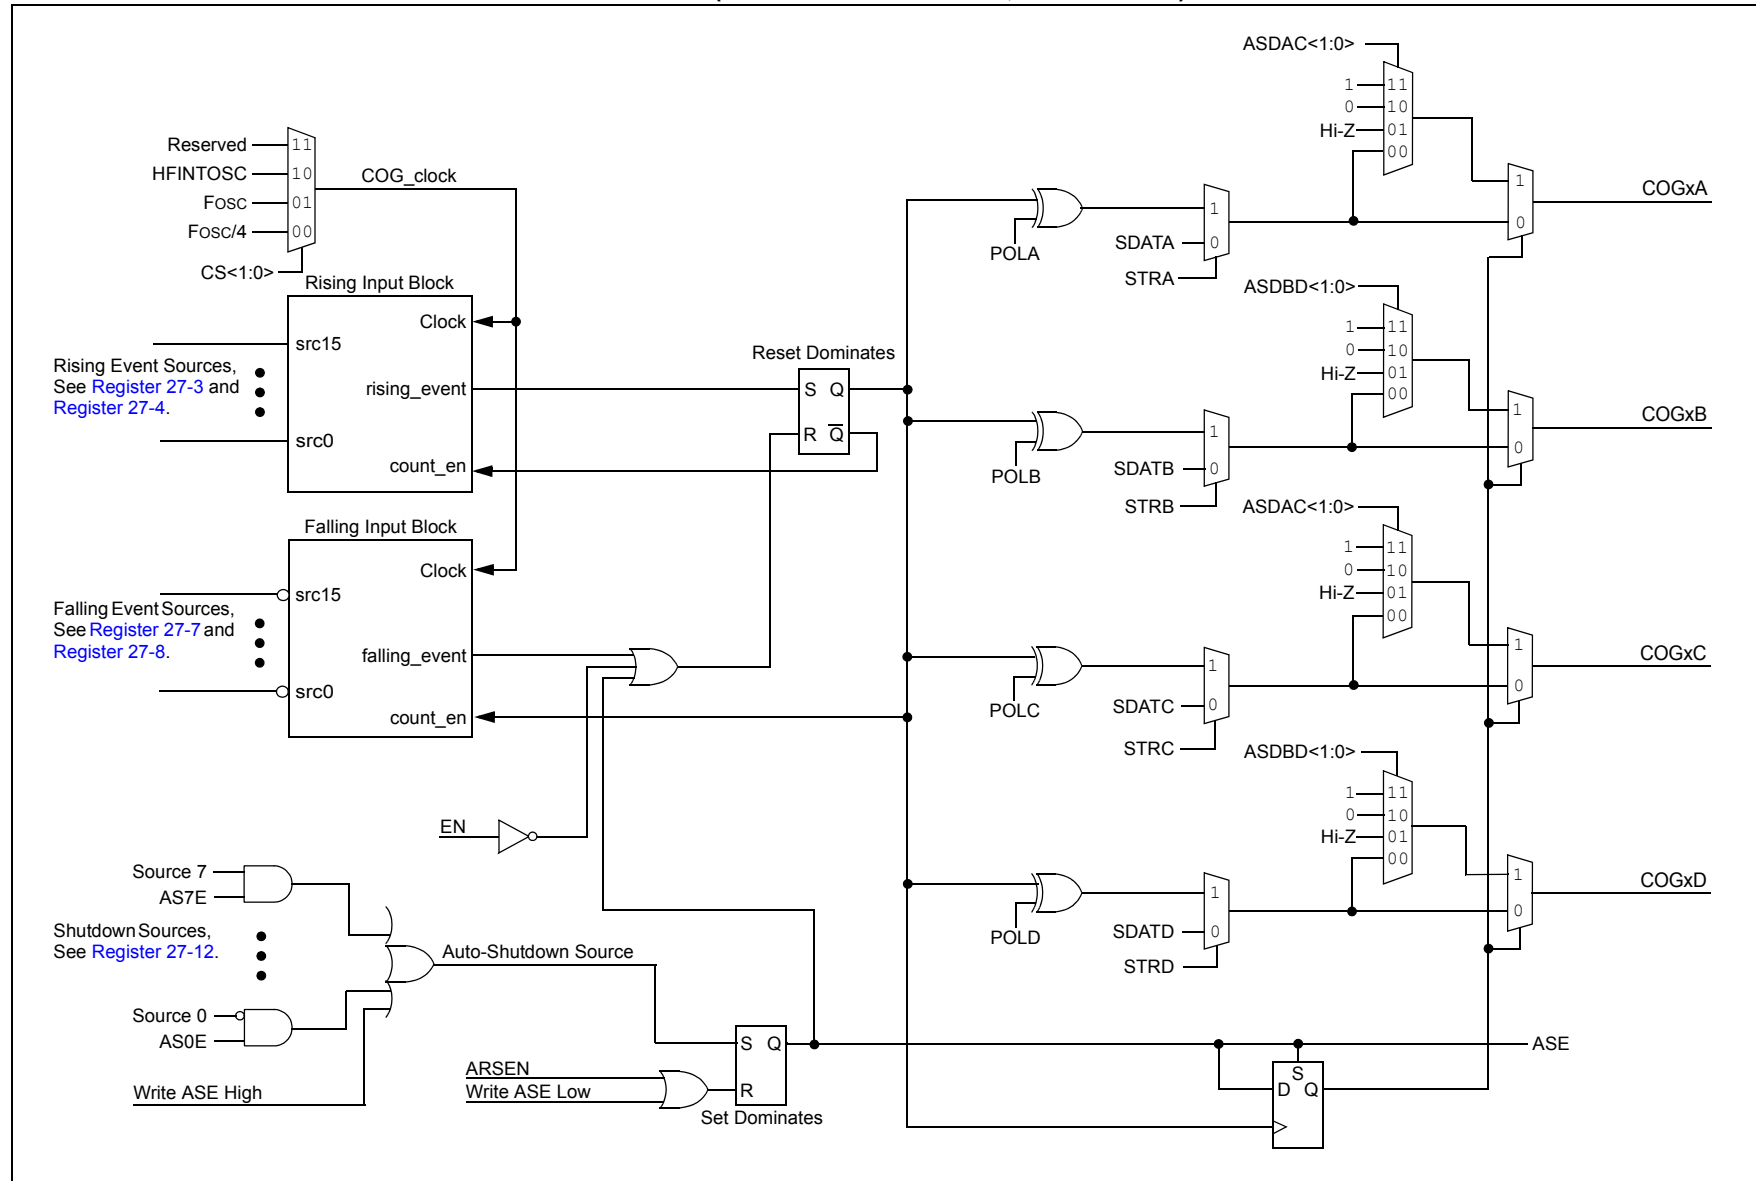 Reserved
11
HFINTOSC
10
FOSC
01
FOSC/4
00
CS<1:0>
COG_clock
Rising Input Block
Clock
src15
Rising Event Sources,
See Register 27-3 and
Register 27-4.
rising_event
src0
count_en
Falling Input Block
Clock
src15
Falling Event Sources,
See Register 27-7 and
Register 27-8.
falling_event
src0
count_en
Reset Dominates
S Q
R Q̅
EN
Source 7
AS7E
Shutdown Sources,
See Register 27-12.
Source 0
AS0E
Write ASE High
Auto-Shutdown Source
ARSEN
Write ASE Low
S Q
R
Set Dominates
ASDAC<1:0>
1 11
0 10
Hi-Z 01
00
POLA
1
SDATA 0
STRA
1
0
COGxA
ASDBD<1:0>
1 11
0 10
Hi-Z 01
00
POLB
1
SDATB 0
STRB
1
0
COGxB
ASDAC<1:0>
1 11
0 10
Hi-Z 01
00
POLC
1
SDATC 0
STRC
1
0
COGxC
ASDBD<1:0>
1 11
0 10
Hi-Z 01
00
POLD
1
SDATD 0
STRD
1
0
COGxD
ASE
S
D Q